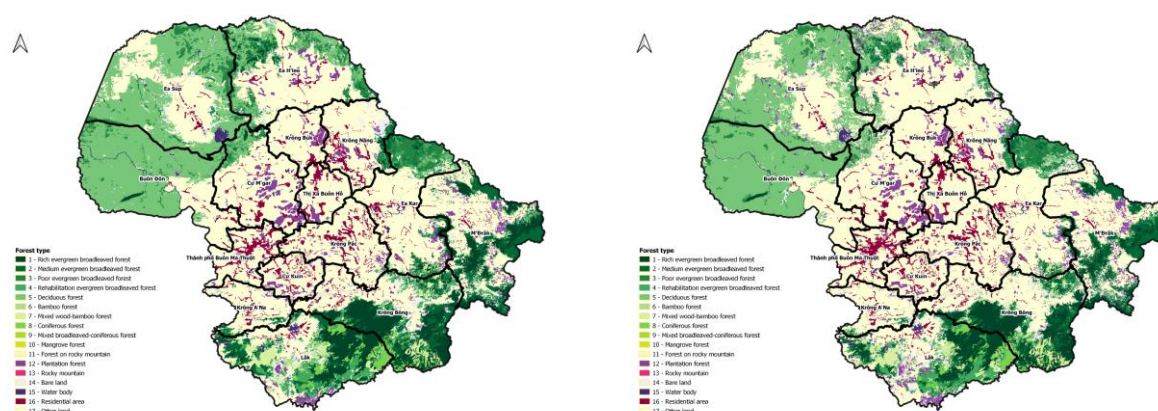 Ea Súp
Ea H'leo
Krông Búk
Krông Năng
Buôn Đôn
Cư M'gar
Thị Xã Buôn Hồ
Ea Kar
M'Đrắk
Krông Pắc
Thành phố Buôn Ma Thuột
Cư Kuin
Krông A Na
Krông Bông
Lắk
Forest type
1 - Rich evergreen broadleaved forest
2 - Medium evergreen broadleaved forest
3 - Poor evergreen broadleaved forest
4 - Rehabilitation evergreen broadleaved forest
5 - Deciduous forest
6 - Bamboo forest
7 - Mixed wood-bamboo forest
8 - Coniferous forest
9 - Mixed broadleaved-coniferous forest
10 - Mangrove forest
11 - Forest on rocky mountain
12 - Plantation forest
13 - Rocky mountain
14 - Bare land
15 - Water body
16 - Residential area
Ea Súp
Ea H'leo
Krông Búk
Krông Năng
Buôn Đôn
Cư M'gar
Thị Xã Buôn Hồ
Ea Kar
M'Đrắk
Krông Pắc
Thành phố Buôn Ma Thuột
Cư Kuin
Krông A Na
Krông Bông
Lắk
Forest type
1 - Rich evergreen broadleaved forest
2 - Medium evergreen broadleaved forest
3 - Poor evergreen broadleaved forest
4 - Rehabilitation evergreen broadleaved forest
5 - Deciduous forest
6 - Bamboo forest
7 - Mixed wood-bamboo forest
8 - Coniferous forest
9 - Mixed broadleaved-coniferous forest
10 - Mangrove forest
11 - Forest on rocky mountain
12 - Plantation forest
13 - Rocky mountain
14 - Bare land
15 - Water body
16 - Residential area